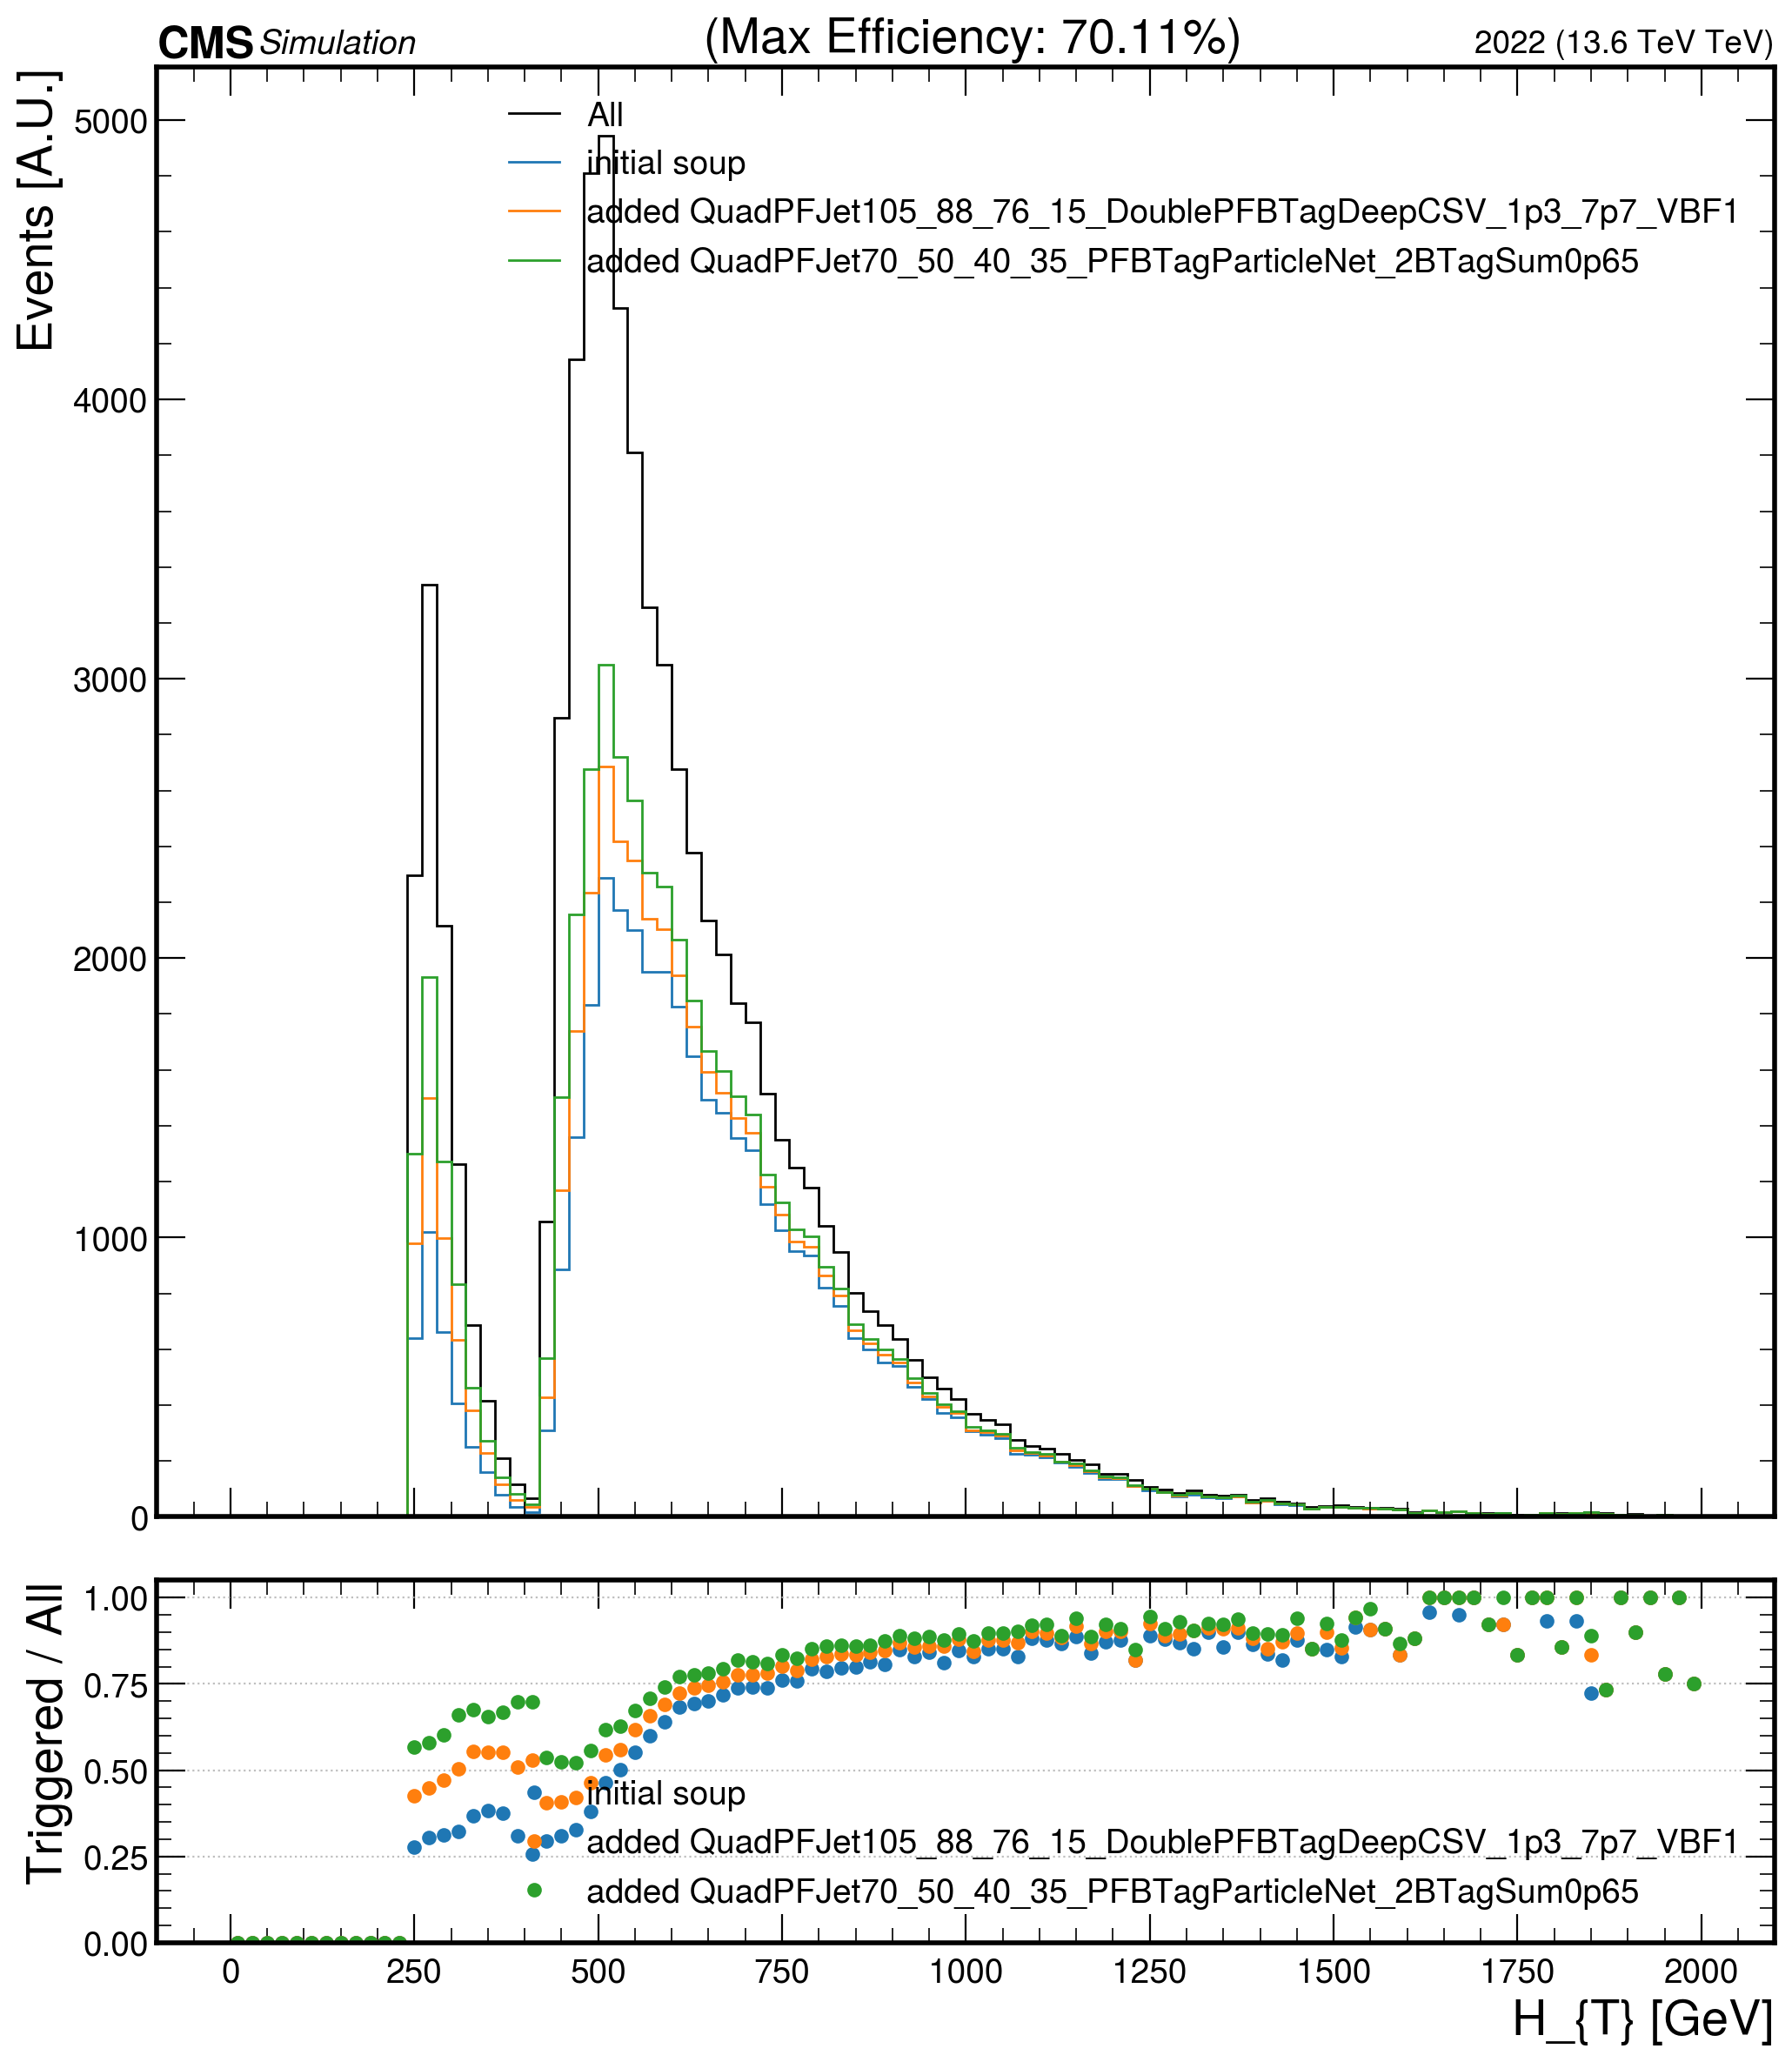 CMS Simulation (Max Efficiency: 70.11%) 2022 (13.6 TeV TeV)
Events [A.U.]
5000
4000
3000
2000
1000
0
All
initial soup
added QuadPFJet105_88_76_15_DoublePFBTagDeepCSV_1p3_7p7_VBF1
added QuadPFJet70_50_40_35_PFBTagParticleNet_2BTagSum0p65
Triggered / All
1.00
0.75
0.50
0.25
0.00
initial soup
added QuadPFJet105_88_76_15_DoublePFBTagDeepCSV_1p3_7p7_VBF1
added QuadPFJet70_50_40_35_PFBTagParticleNet_2BTagSum0p65
0 250 500 750 1000 1250 1500 1750 2000
H_{T} [GeV]